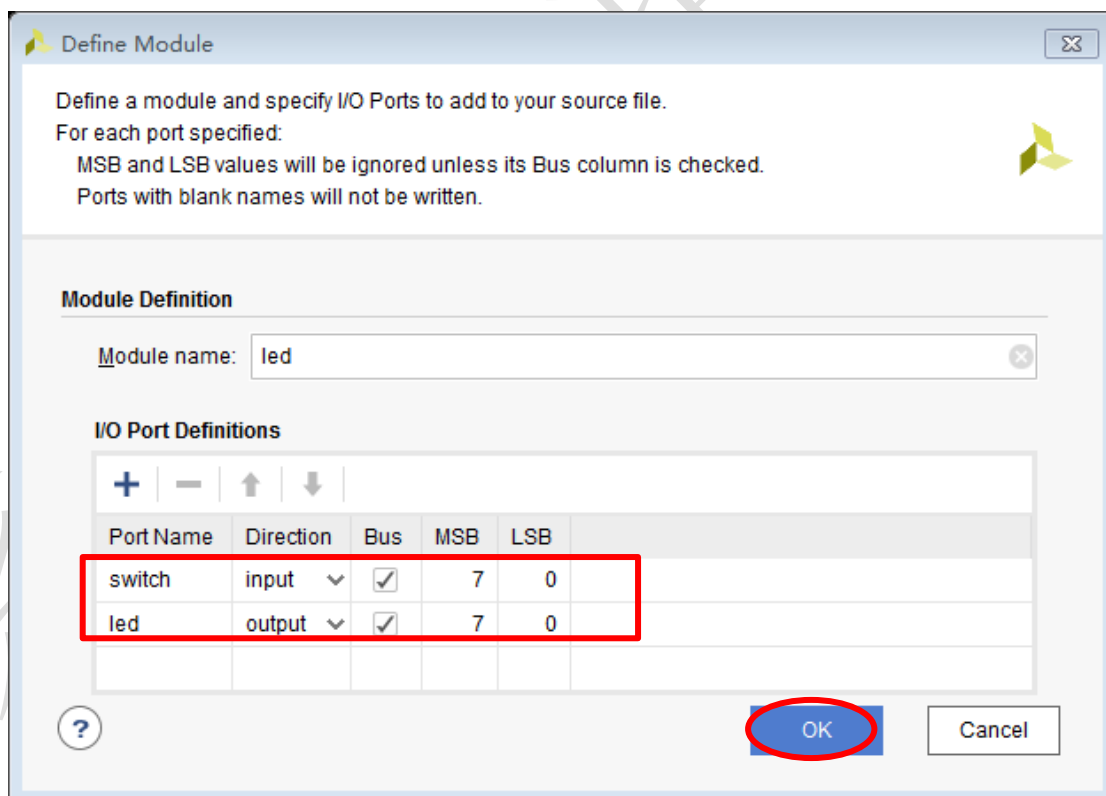 Define Module
Define a module and specify I/O Ports to add to your source file.
For each port specified:
MSB and LSB values will be ignored unless its Bus column is checked.
Ports with blank names will not be written.
Module Definition
Module name: led
I/O Port Definitions
Port Name Direction Bus MSB LSB
switch input 7 0
led output 7 0
? OK Cancel